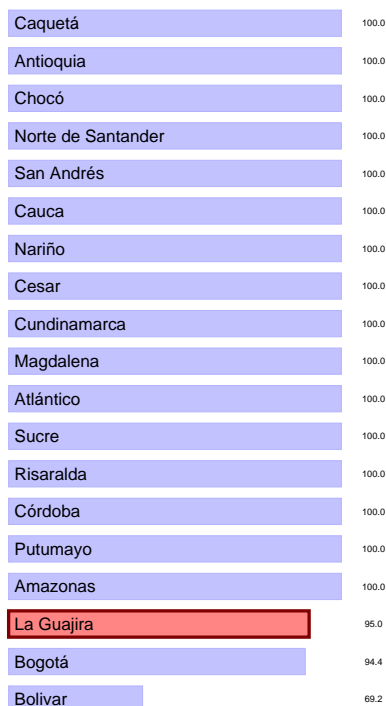 Caquetá 100.0
Antioquia 100.0
Chocó 100.0
Norte de Santander 100.0
San Andrés 100.0
Cauca 100.0
Nariño 100.0
Cesar 100.0
Cundinamarca 100.0
Magdalena 100.0
Atlántico 100.0
Sucre 100.0
Risaralda 100.0
Córdoba 100.0
Putumayo 100.0
Amazonas 100.0
La Guajira 95.0
Bogotá 94.4
Bolivar 69.2